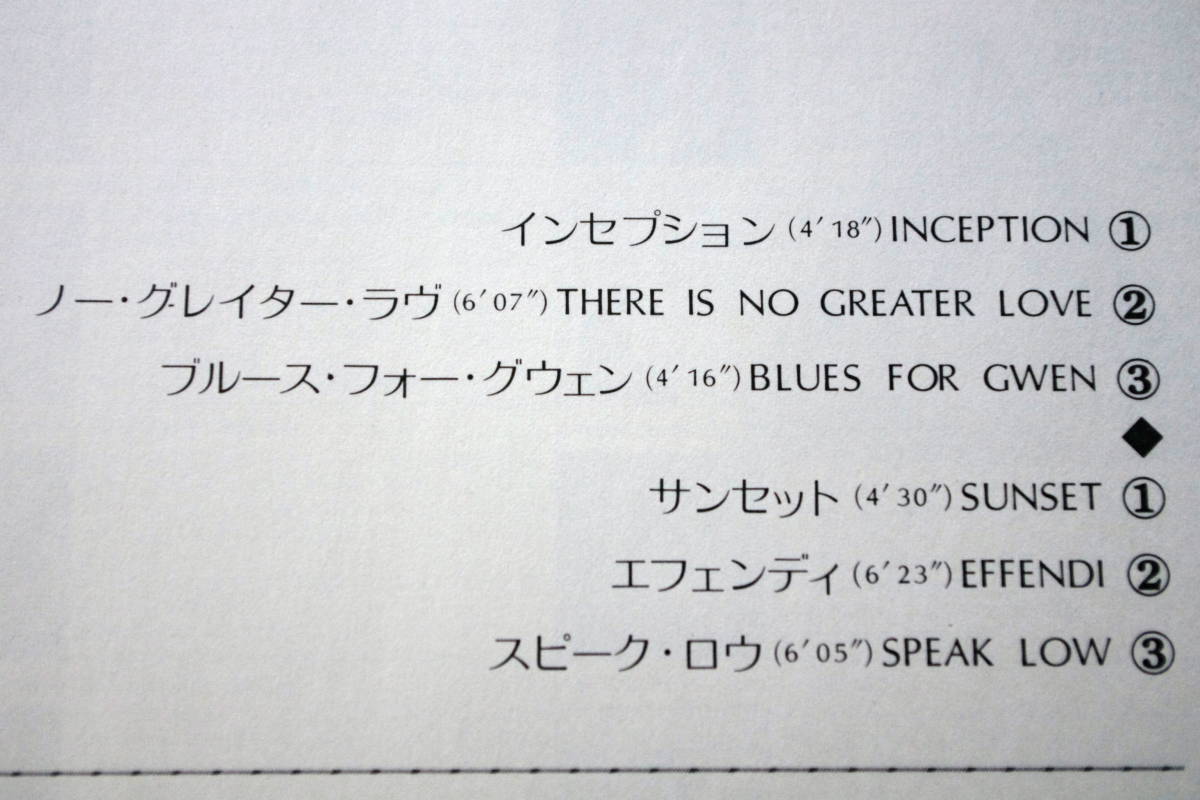 インセプション (4′18″) INCEPTION ①
ノー・グレイター・ラヴ (6′07″) THERE IS NO GREATER LOVE ②
ブルース・フォー・グウェン (4′16″) BLUES FOR GWEN ③
◆
サンセット (4′30″) SUNSET ①
エフェンディ (6′23″) EFFENDI ②
スピーク・ロウ (6′05″) SPEAK LOW ③